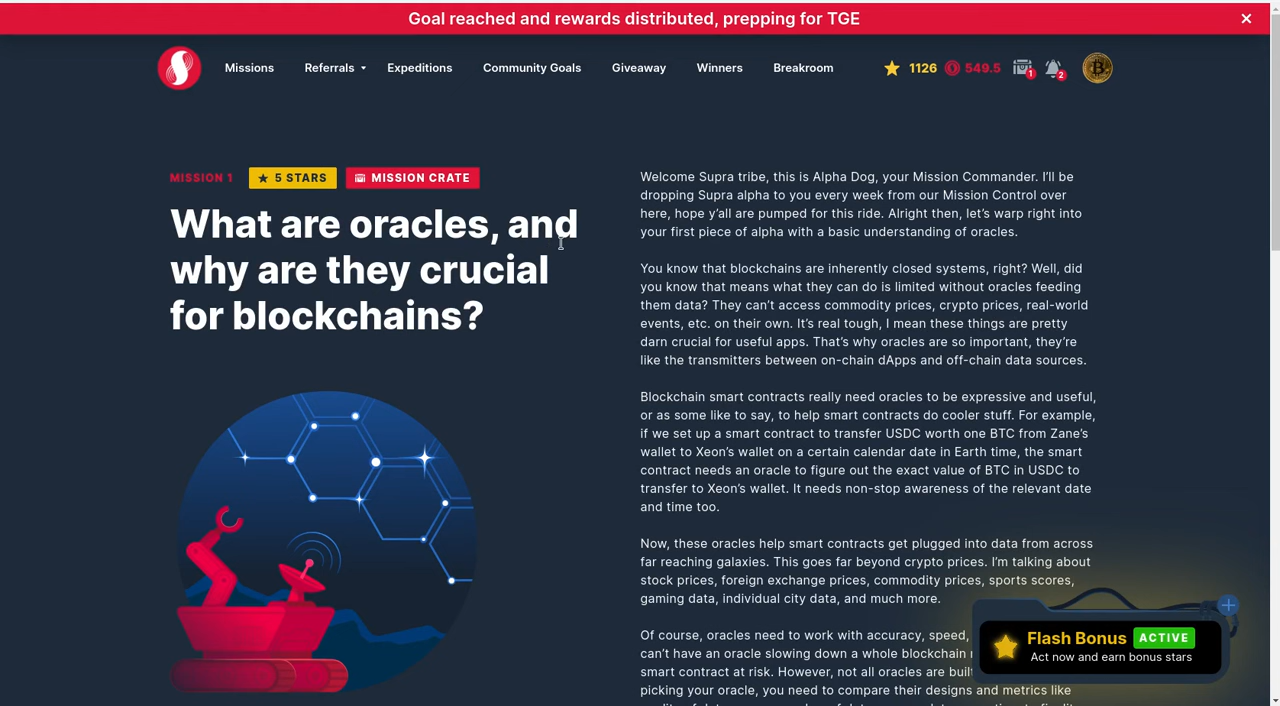 Goal reached and rewards distributed, prepping for TGE
Missions
Referrals
Expeditions
Community Goals
Giveaway
Winners
Breakroom
1126
549.5
1
2
MISSION 1
5 STARS
MISSION CRATE
What are oracles, and
why are they crucial
for blockchains?
Welcome Supra tribe, this is Alpha Dog, your Mission Commander. I’ll be
dropping Supra alpha to you every week from our Mission Control over
here, hope y’all are pumped for this ride. Alright then, let’s warp right into
your first piece of alpha with a basic understanding of oracles.
You know that blockchains are inherently closed systems, right? Well, did
you know that means what they can do is limited without oracles feeding
them data? They can’t access commodity prices, crypto prices, real-world
events, etc. on their own. It’s real tough, I mean these things are pretty
darn crucial for useful apps. That’s why oracles are so important, they’re
like the transmitters between on-chain dApps and off-chain data sources.
Blockchain smart contracts really need oracles to be expressive and useful,
or as some like to say, to help smart contracts do cooler stuff. For example,
if we set up a smart contract to transfer USDC worth one BTC from Zane’s
wallet to Xeon’s wallet on a certain calendar date in Earth time, the smart
contract needs an oracle to figure out the exact value of BTC in USDC to
transfer to Xeon’s wallet. It needs non-stop awareness of the relevant date
and time too.
Now, these oracles help smart contracts get plugged into data from across
far reaching galaxies. This goes far beyond crypto prices. I’m talking about
stock prices, foreign exchange prices, commodity prices, sports scores,
gaming data, individual city data, and much more.
Of course, oracles need to work with accuracy, speed,
can’t have an oracle slowing down a whole blockchain
smart contract at risk. However, not all oracles are
picking your oracle, you need to compare their designs and metrics like
Flash Bonus
ACTIVE
Act now and earn bonus stars